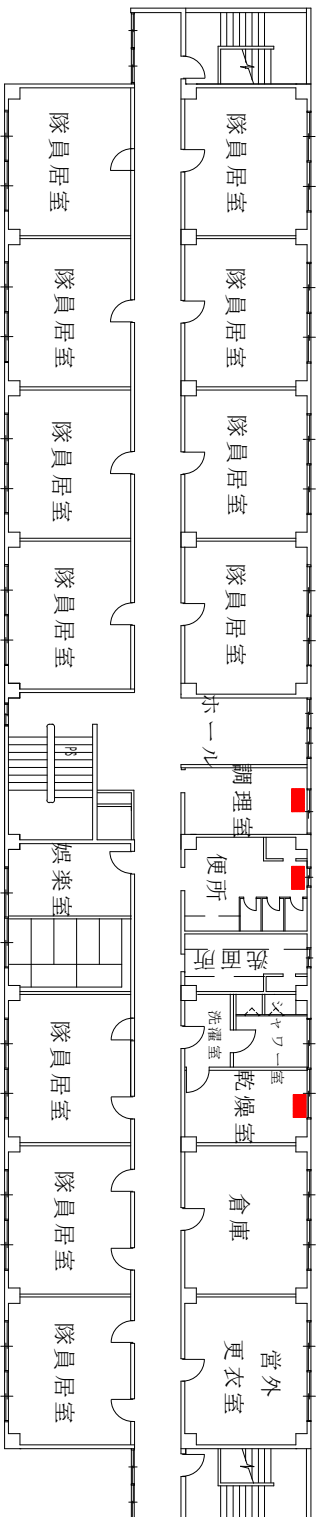 隊員居室
隊員居室
隊員居室
隊員居室
隊員居室
隊員居室
隊員居室
隊員居室
ホール
PS
調理室
娯楽室
便所
洗面所
シャワー室
洗濯室
隊員居室
乾燥室
隊員居室
倉庫
隊員居室
営外
更衣室